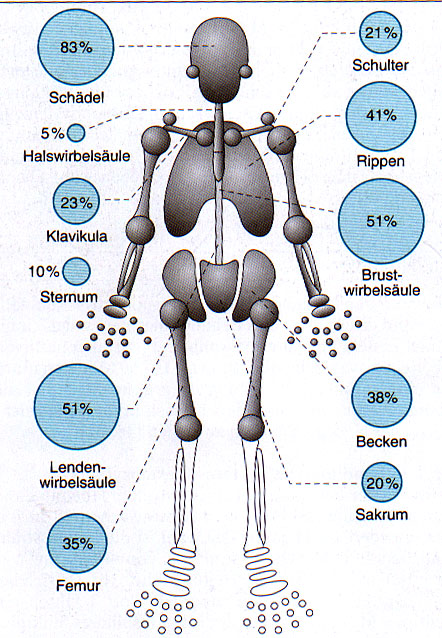 83%
Schädel
5%
Halswirbelsäule
23%
Klavikula
10%
Sternum
51%
Lenden-
wirbelsäule
35%
Femur
21%
Schulter
41%
Rippen
51%
Brust-
wirbelsäule
38%
Becken
20%
Sakrum